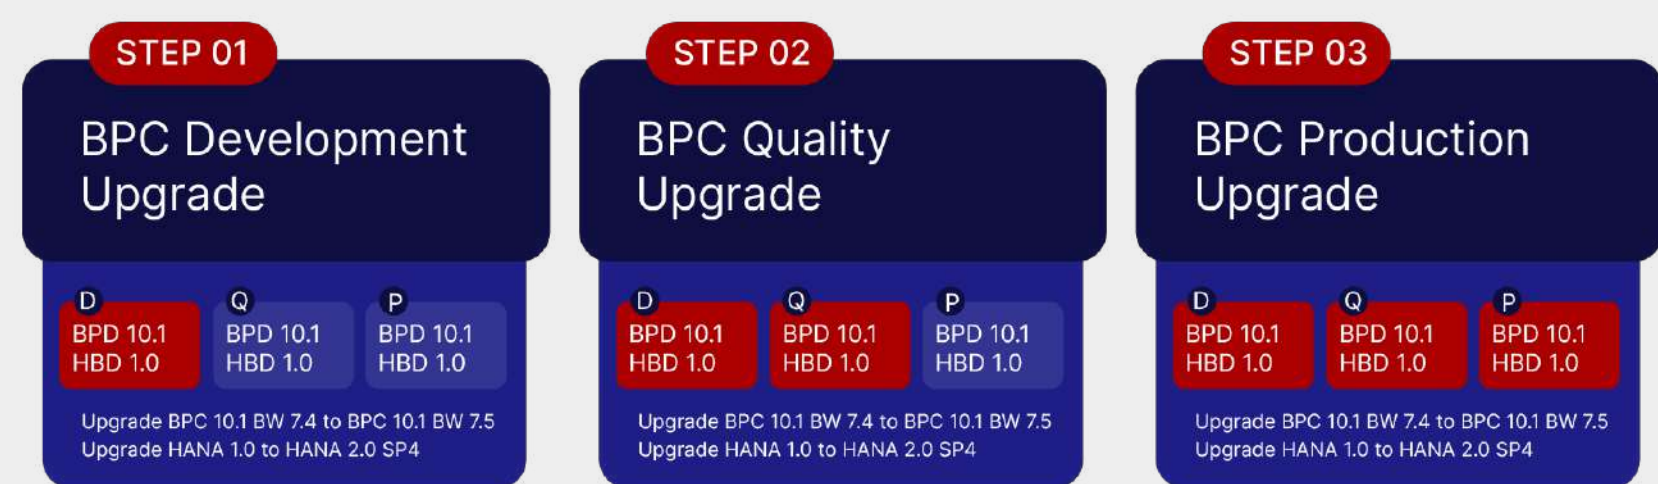 STEP 01
BPC Development
Upgrade
D
BPD 10.1
HBD 1.0
Q
BPD 10.1
HBD 1.0
P
BPD 10.1
HBD 1.0
Upgrade BPC 10.1 BW 7.4 to BPC 10.1 BW 7.5
Upgrade HANA 1.0 to HANA 2.0 SP4
STEP 02
BPC Quality
Upgrade
D
BPD 10.1
HBD 1.0
Q
BPD 10.1
HBD 1.0
P
BPD 10.1
HBD 1.0
Upgrade BPC 10.1 BW 7.4 to BPC 10.1 BW 7.5
Upgrade HANA 1.0 to HANA 2.0 SP4
STEP 03
BPC Production
Upgrade
D
BPD 10.1
HBD 1.0
Q
BPD 10.1
HBD 1.0
P
BPD 10.1
HBD 1.0
Upgrade BPC 10.1 BW 7.4 to BPC 10.1 BW 7.5
Upgrade HANA 1.0 to HANA 2.0 SP4